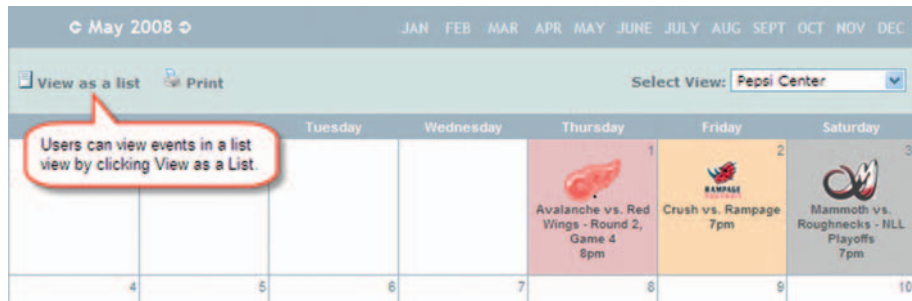 May 2008
JAN FEB MAR APR MAY JUNE JULY AUG SEPT OCT NOV DEC
View as a list Print Select View: Pepsi Center
Users can view events in a list
view by clicking View as a List.
Tuesday Wednesday Thursday Friday Saturday
1 2 3
RAMPAGE
Avalanche vs. Red
Wings - Round 2,
Game 4
8pm
Crush vs. Rampage
7pm
Mammoth vs.
Roughnecks - NLL
Playoffs
7pm
4 5 6 7 8 9 10